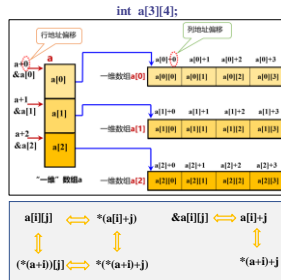 int a[3][4];
行地址偏移
列地址偏移
a+0
&a[0]
a
a[0]
a[0]+0 a[0]+1 a[0]+2 a[0]+3
一维数组a[0]
a[0][0] a[0][1] a[0][2] a[0][3]
a+1
&a[1]
a[1]
a[1]+0 a[1]+1 a[1]+2 a[1]+3
一维数组a[1]
a[1][0] a[1][1] a[1][2] a[1][3]
a+2
&a[2]
a[2]
a[2]+0 a[2]+1 a[2]+2 a[2]+3
"一维"数组a
一维数组a[2]
a[2][0] a[2][1] a[2][2] a[2][3]
a[i][j] *(a[i]+j) &a[i][j] a[i]+j
(*(a+i))[j] *(*(a+i)+j) *(a+i)+j